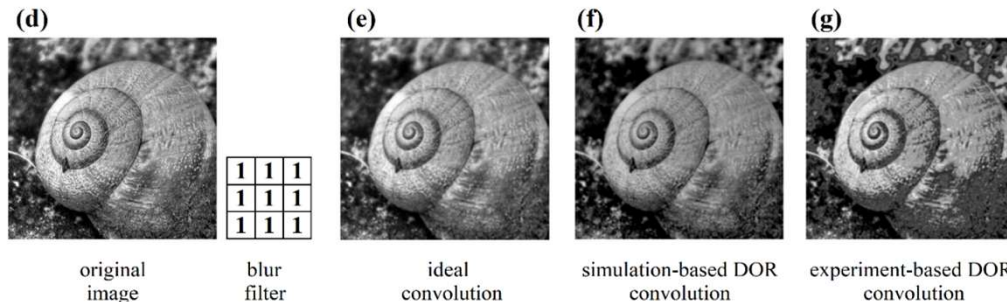 (d)
(e)
(f)
(g)
1 1 1
1 1 1
1 1 1
original
image
blur
filter
ideal
convolution
simulation-based DOR
convolution
experiment-based DOR
convolution